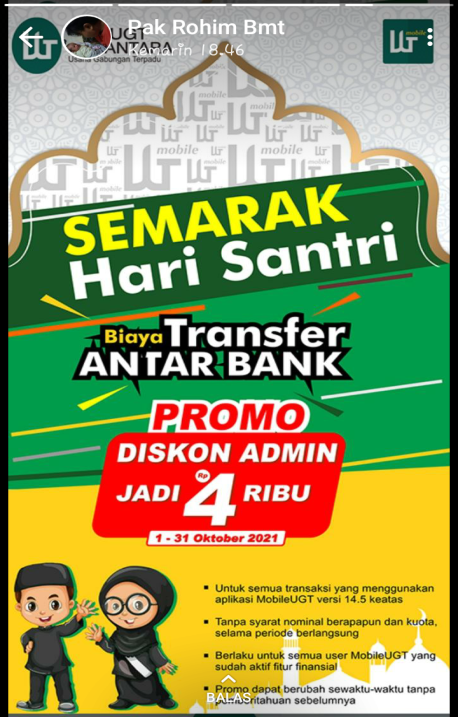 Pak Rohim Bmt
Kemarin 18.46
UGT
NUSANTARA
Usaha Gabungan Terpadu
mobile
SEMARAK
Hari Santri
Biaya Transfer
ANTAR BANK
PROMO
DISKON ADMIN
JADI Rp 4 RIBU
1 - 31 Oktober 2021
Untuk semua transaksi yang menggunakan
aplikasi MobileUGT versi 14.5 keatas
Tanpa syarat nominal berapapun dan kuota,
selama periode berlangsung
Berlaku untuk semua user MobileUGT yang
sudah aktif fitur finansial
Promo dapat berubah sewaktu-waktu tanpa
pemberitahuan sebelumnya
BALAS